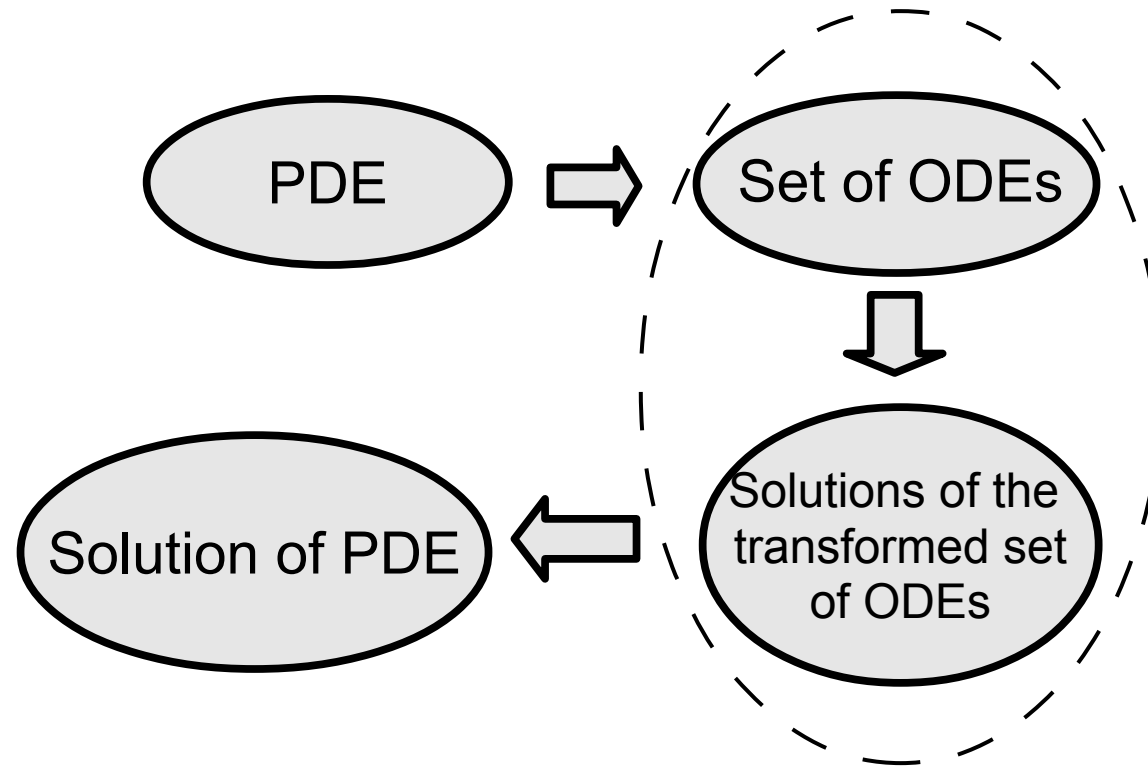 PDE
Set of ODEs
Solutions of the
transformed set
of ODEs
Solution of PDE